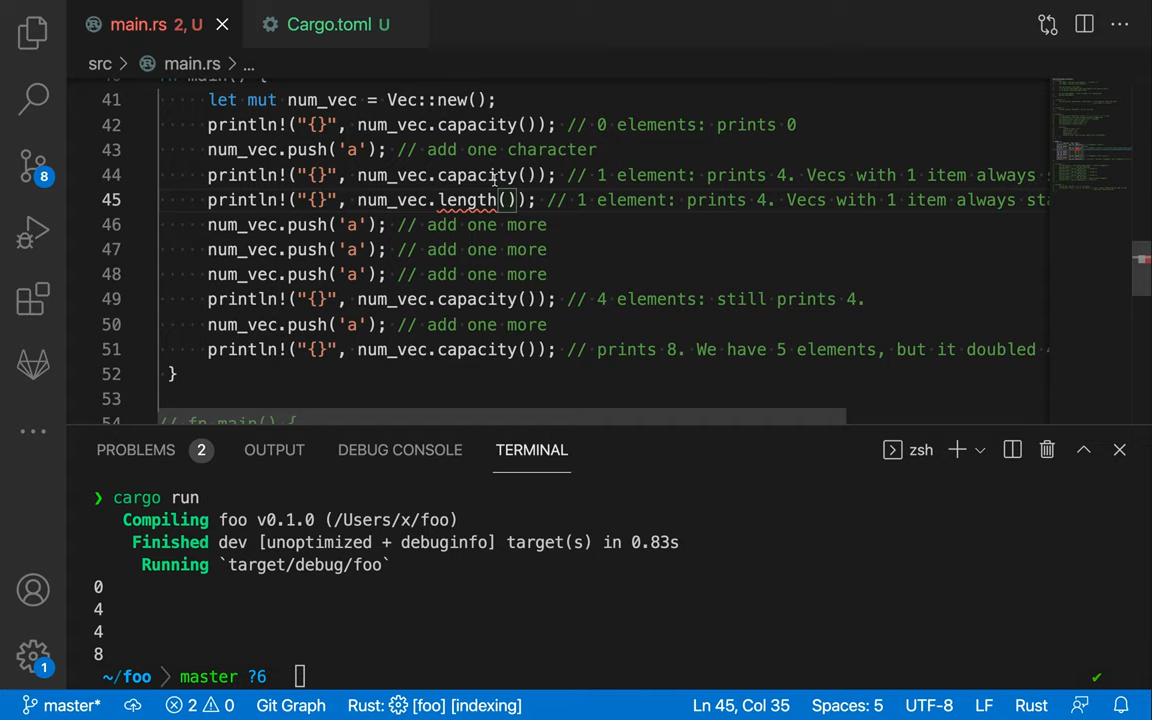 main.rs 2, U
Cargo.toml U
src > main.rs > ...
41 let mut num_vec = Vec::new();
42 println!("{}", num_vec.capacity()); // 0 elements: prints 0
43 num_vec.push('a'); // add one character
44 println!("{}", num_vec.capacity()); // 1 element: prints 4. Vecs with 1 item always
45 println!("{}", num_vec.length()); // 1 element: prints 4. Vecs with 1 item always sta
46 num_vec.push('a'); // add one more
47 num_vec.push('a'); // add one more
48 num_vec.push('a'); // add one more
49 println!("{}", num_vec.capacity()); // 4 elements: still prints 4.
50 num_vec.push('a'); // add one more
51 println!("{}", num_vec.capacity()); // prints 8. We have 5 elements, but it doubled
52 }
53
54 // fn main() {
PROBLEMS 2 OUTPUT DEBUG CONSOLE TERMINAL zsh
❯ cargo run
Compiling foo v0.1.0 (/Users/x/foo)
Finished dev [unoptimized + debuginfo] target(s) in 0.83s
Running `target/debug/foo`
0
4
4
8
~/foo > master ?6
8
1
master* 2 0 Git Graph Rust: [foo] [indexing] Ln 45, Col 35 Spaces: 5 UTF-8 LF Rust